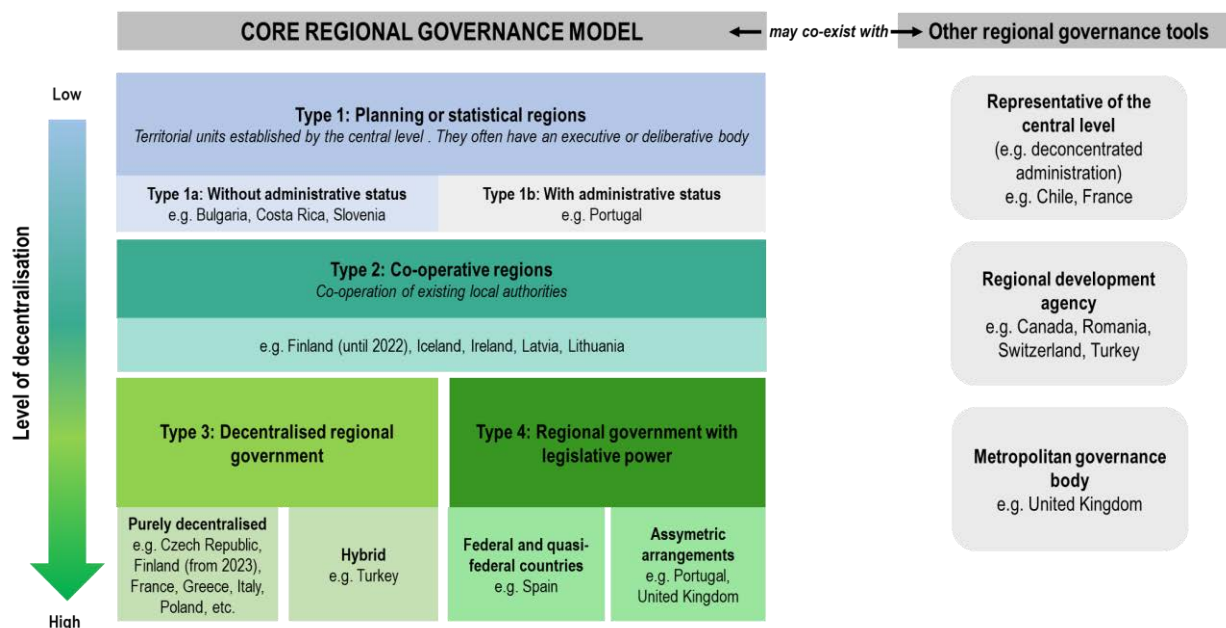 CORE REGIONAL GOVERNANCE MODEL
may co-exist with
Other regional governance tools
Level of decentralisation
Low
High
Type 1: Planning or statistical regions
Territorial units established by the central level . They often have an executive or deliberative body
Type 1a: Without administrative status
e.g. Bulgaria, Costa Rica, Slovenia
Type 1b: With administrative status
e.g. Portugal
Type 2: Co-operative regions
Co-operation of existing local authorities
e.g. Finland (until 2022), Iceland, Ireland, Latvia, Lithuania
Type 3: Decentralised regional
government
Type 4: Regional government with
legislative power
Purely decentralised
e.g. Czech Republic,
Finland (from 2023),
France, Greece, Italy,
Poland, etc.
Hybrid
e.g. Turkey
Federal and quasi-
federal countries
e.g. Spain
Assymetric
arrangements
e.g. Portugal,
United Kingdom
Representative of the
central level
(e.g. deconcentrated
administration)
e.g. Chile, France
Regional development
agency
e.g. Canada, Romania,
Switzerland, Turkey
Metropolitan governance
body
e.g. United Kingdom